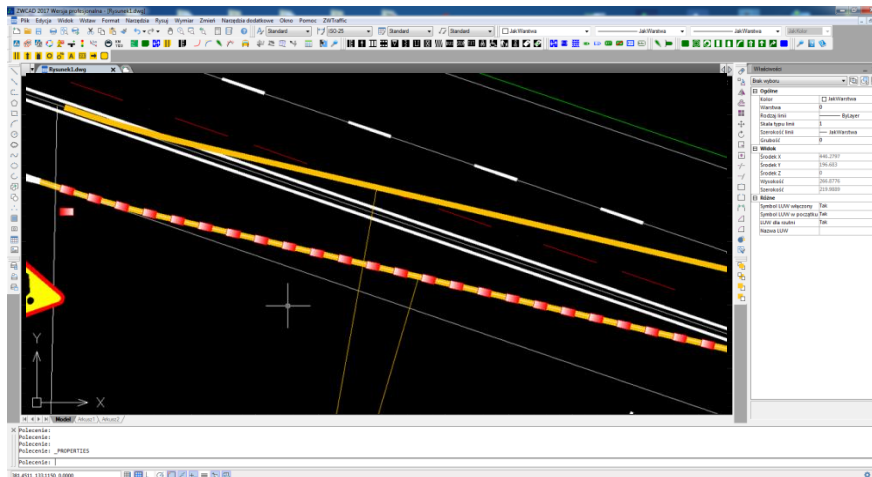 ZWCAD 2017 Wersja profesjonalna - [Rysunek1.dwg]
Plik Edycja Widok Wstaw Format Narzędzia Rysuj Wymiar Zmień Narzędzia dodatkowe Okno Pomoc ZWTraffic
Standard ISO-25 Standard Standard JakWarstwa JakWarstwa JakWarstwa JakKolor
Rysunek1.dwg
Właściwości
Brak wyboru
Ogólne
Kolor JakWarstwa
Warstwa 0
Rodzaj linii ByLayer
Skala typu linii 1
Szerokość linii JakWarstwa
Grubość 0
Widok
Środek X
Środek Y
Środek Z 0
Wysokość
Szerokość
Różne
Symbol LUW włączony Tak
Symbol LUW w początku Tak
LUW dla rzutni Tak
Nazwa LUW
Y
X
Model Arkusz1 Arkusz2
Polecenie:
Polecenie:
Polecenie:
Polecenie: _PROPERTIES
Polecenie: